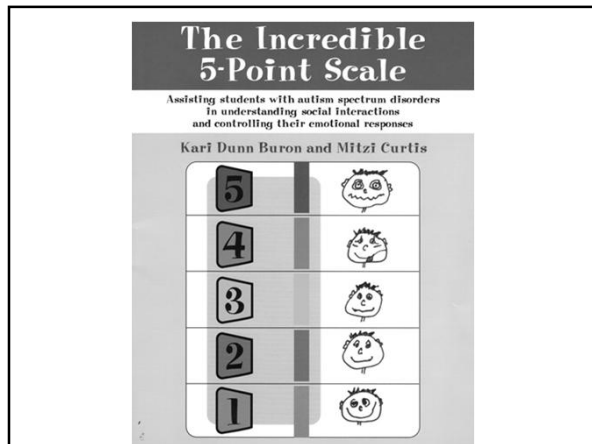 The Incredible
5-Point Scale
Assisting students with autism spectrum disorders
in understanding social interactions
and controlling their emotional responses
Kari Dunn Buron and Mitzi Curtis
5
4
3
2
1